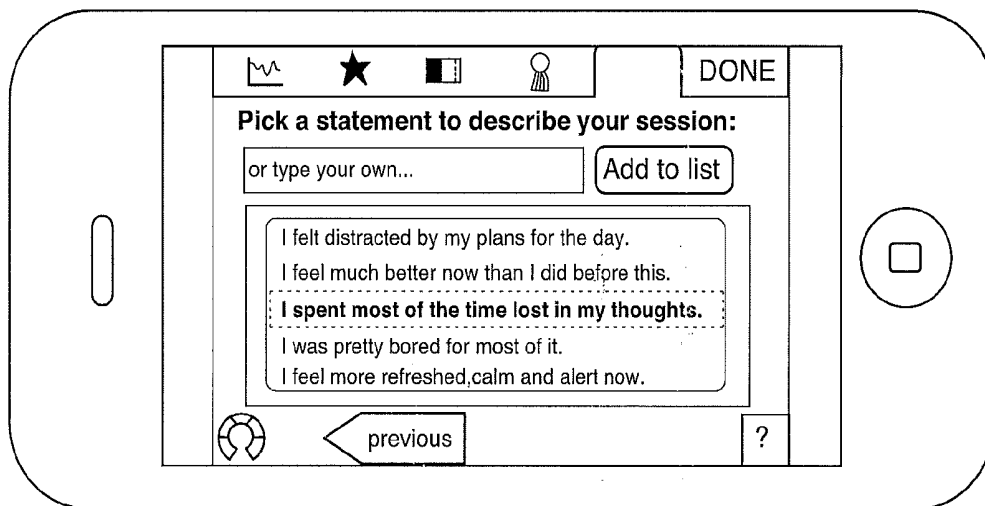 DONE
Pick a statement to describe your session:
or type your own...
Add to list
I felt distracted by my plans for the day.
I feel much better now than I did before this.
I spent most of the time lost in my thoughts.
I was pretty bored for most of it.
I feel more refreshed,calm and alert now.
previous
?